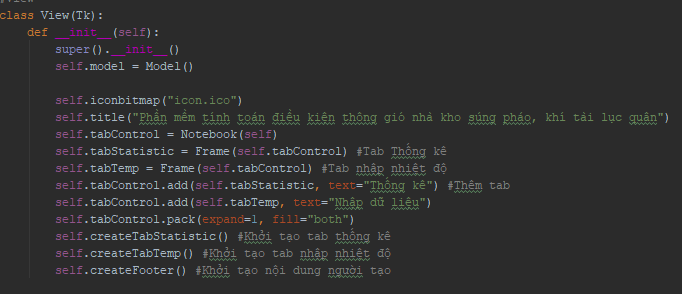 class View(Tk):
    def __init__(self):
        super().__init__()
        self.model = Model()

        self.iconbitmap("icon.ico")
        self.title("Phần mềm tính toán điều kiện thông gió nhà kho súng pháo, khí tài lục quân")
        self.tabControl = Notebook(self)
        self.tabStatistic = Frame(self.tabControl) #Tab Thống kê
        self.tabTemp = Frame(self.tabControl) #Tab nhập nhiệt độ
        self.tabControl.add(self.tabStatistic, text="Thống kê") #Thêm tab
        self.tabControl.add(self.tabTemp, text="Nhập dữ liệu")
        self.tabControl.pack(expand=1, fill="both")
        self.createTabStatistic() #Khởi tạo tab thống kê
        self.createTabTemp() #Khởi tạo tab nhập nhiệt độ
        self.createFooter() #Khởi tạo nội dung người tạo